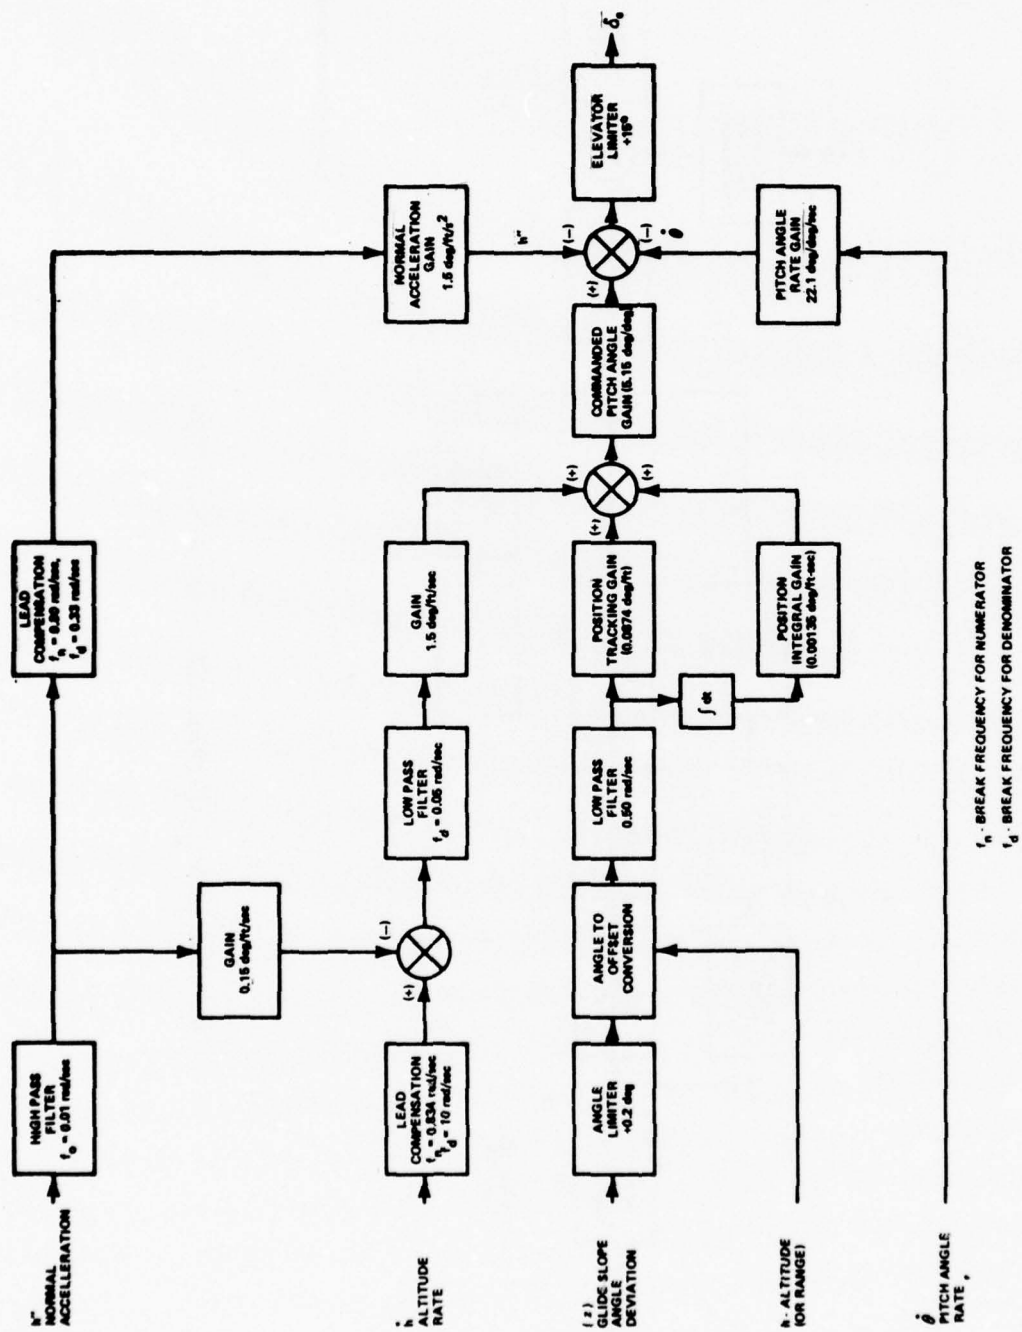 h¨
NORMAL
ACCELLERATION
HIGH PASS
FILTER
f_o = 0.01 rad/sec
LEAD
COMPENSATION
f_n = 0.89 rad/sec,
f_d = 0.33 rad/sec
GAIN
0.15 deg/ft/sec
NORMAL
ACCELERATION
GAIN
1.5 deg/ft/s²
h¨
(−)
ḣ
ALTITUDE
RATE
LEAD
COMPENSATION
f_n = 0.834 rad/sec
f_d = 10 rad/sec
(+)
(−)
LOW PASS
FILTER
f_d = 0.05 rad/sec
GAIN
1.5 deg/ft/sec
(+)
GLIDE SLOPE
ANGLE
DEVIATION
ANGLE
LIMITER
+0.2 deg
ANGLE TO
OFFSET
CONVERSION
LOW PASS
FILTER
0.50 rad/sec
POSITION
TRACKING GAIN
(0.0874 deg/ft)
(+)
COMMANDED
PITCH ANGLE
GAIN (5.15 deg/deg)
(+)
ELEVATOR
LIMITER
+15°
δ_e
∫ dt
POSITION
INTEGRAL GAIN
(0.00135 deg/ft-sec)
(+)
(−)
θ̇
PITCH ANGLE
RATE GAIN
22.1 deg/deg/sec
h - ALTITUDE
(OR RANGE)
θ̇
PITCH ANGLE
RATE
f_n - BREAK FREQUENCY FOR NUMERATOR
f_d - BREAK FREQUENCY FOR DENOMINATOR